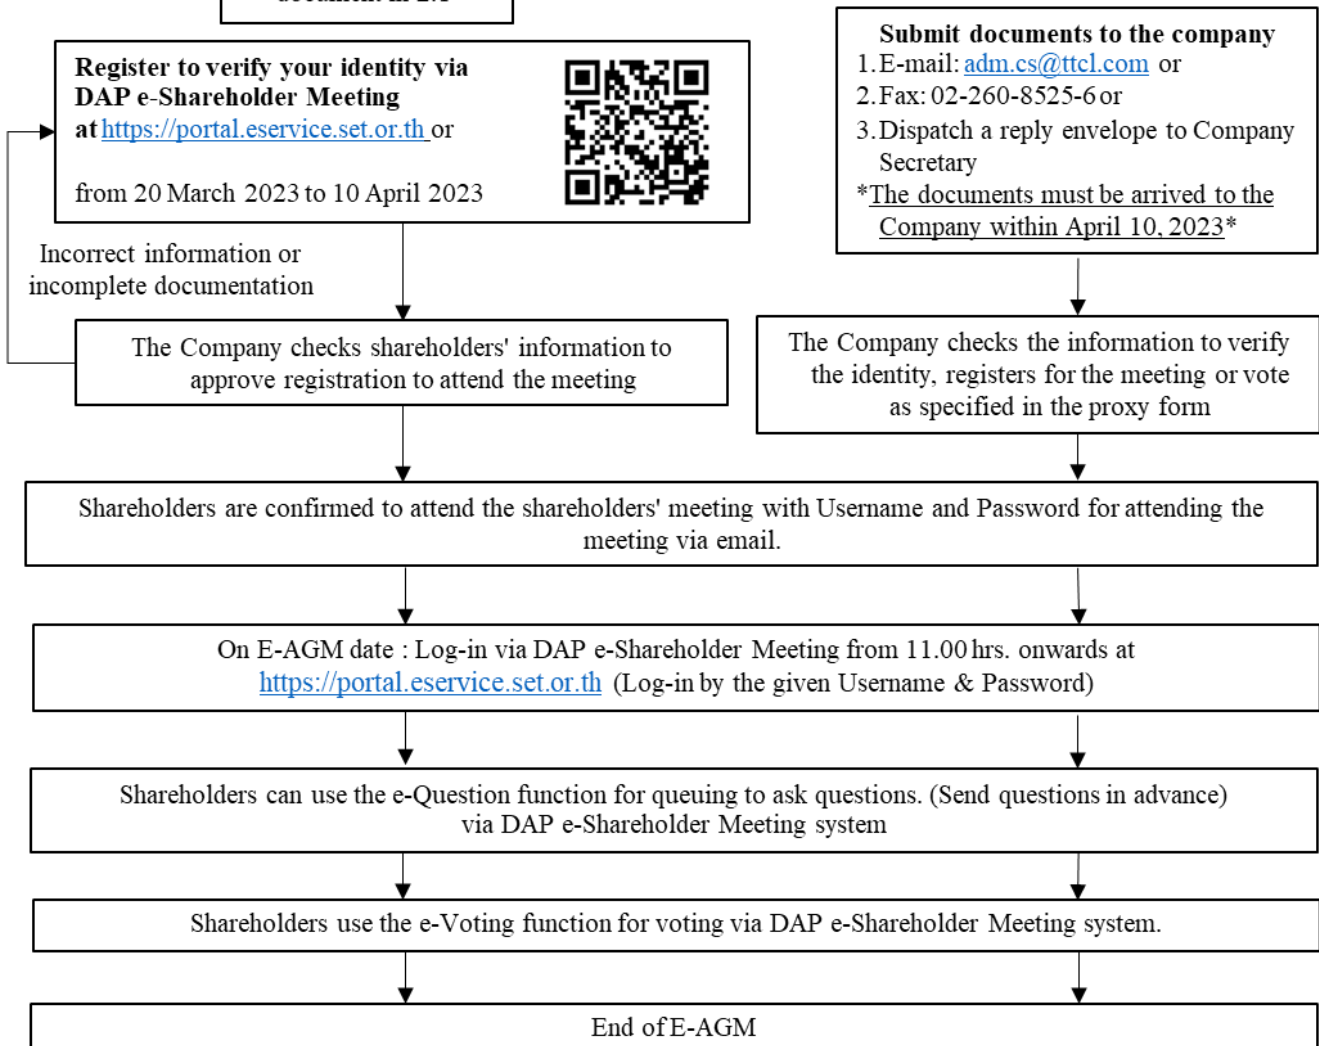 document in 2.1
Register to verify your identity via
DAP e-Shareholder Meeting
at https://portal.eservice.set.or.th or
from 20 March 2023 to 10 April 2023
Submit documents to the company
1. E-mail: adm.cs@ttcl.com or
2. Fax: 02-260-8525-6 or
3. Dispatch a reply envelope to Company
Secretary
*The documents must be arrived to the
Company within April 10, 2023*
Incorrect information or
incomplete documentation
The Company checks shareholders' information to
approve registration to attend the meeting
The Company checks the information to verify
the identity, registers for the meeting or vote
as specified in the proxy form
Shareholders are confirmed to attend the shareholders' meeting with Username and Password for attending the
meeting via email.
On E-AGM date : Log-in via DAP e-Shareholder Meeting from 11.00 hrs. onwards at
https://portal.eservice.set.or.th (Log-in by the given Username & Password)
Shareholders can use the e-Question function for queuing to ask questions. (Send questions in advance)
via DAP e-Shareholder Meeting system
Shareholders use the e-Voting function for voting via DAP e-Shareholder Meeting system.
End of E-AGM